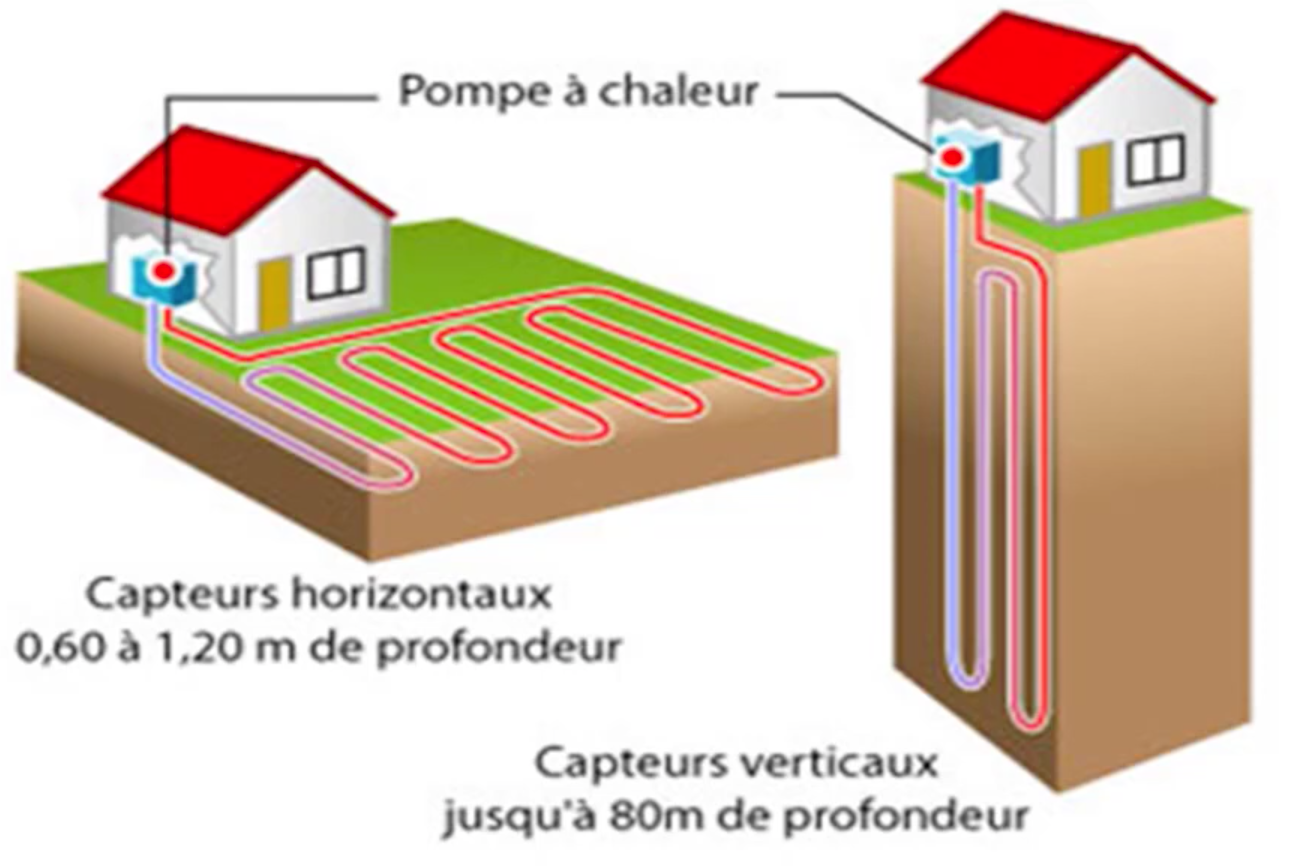 Pompe à chaleur
Capteurs horizontaux
0,60 à 1,20 m de profondeur
Capteurs verticaux
jusqu'à 80m de profondeur